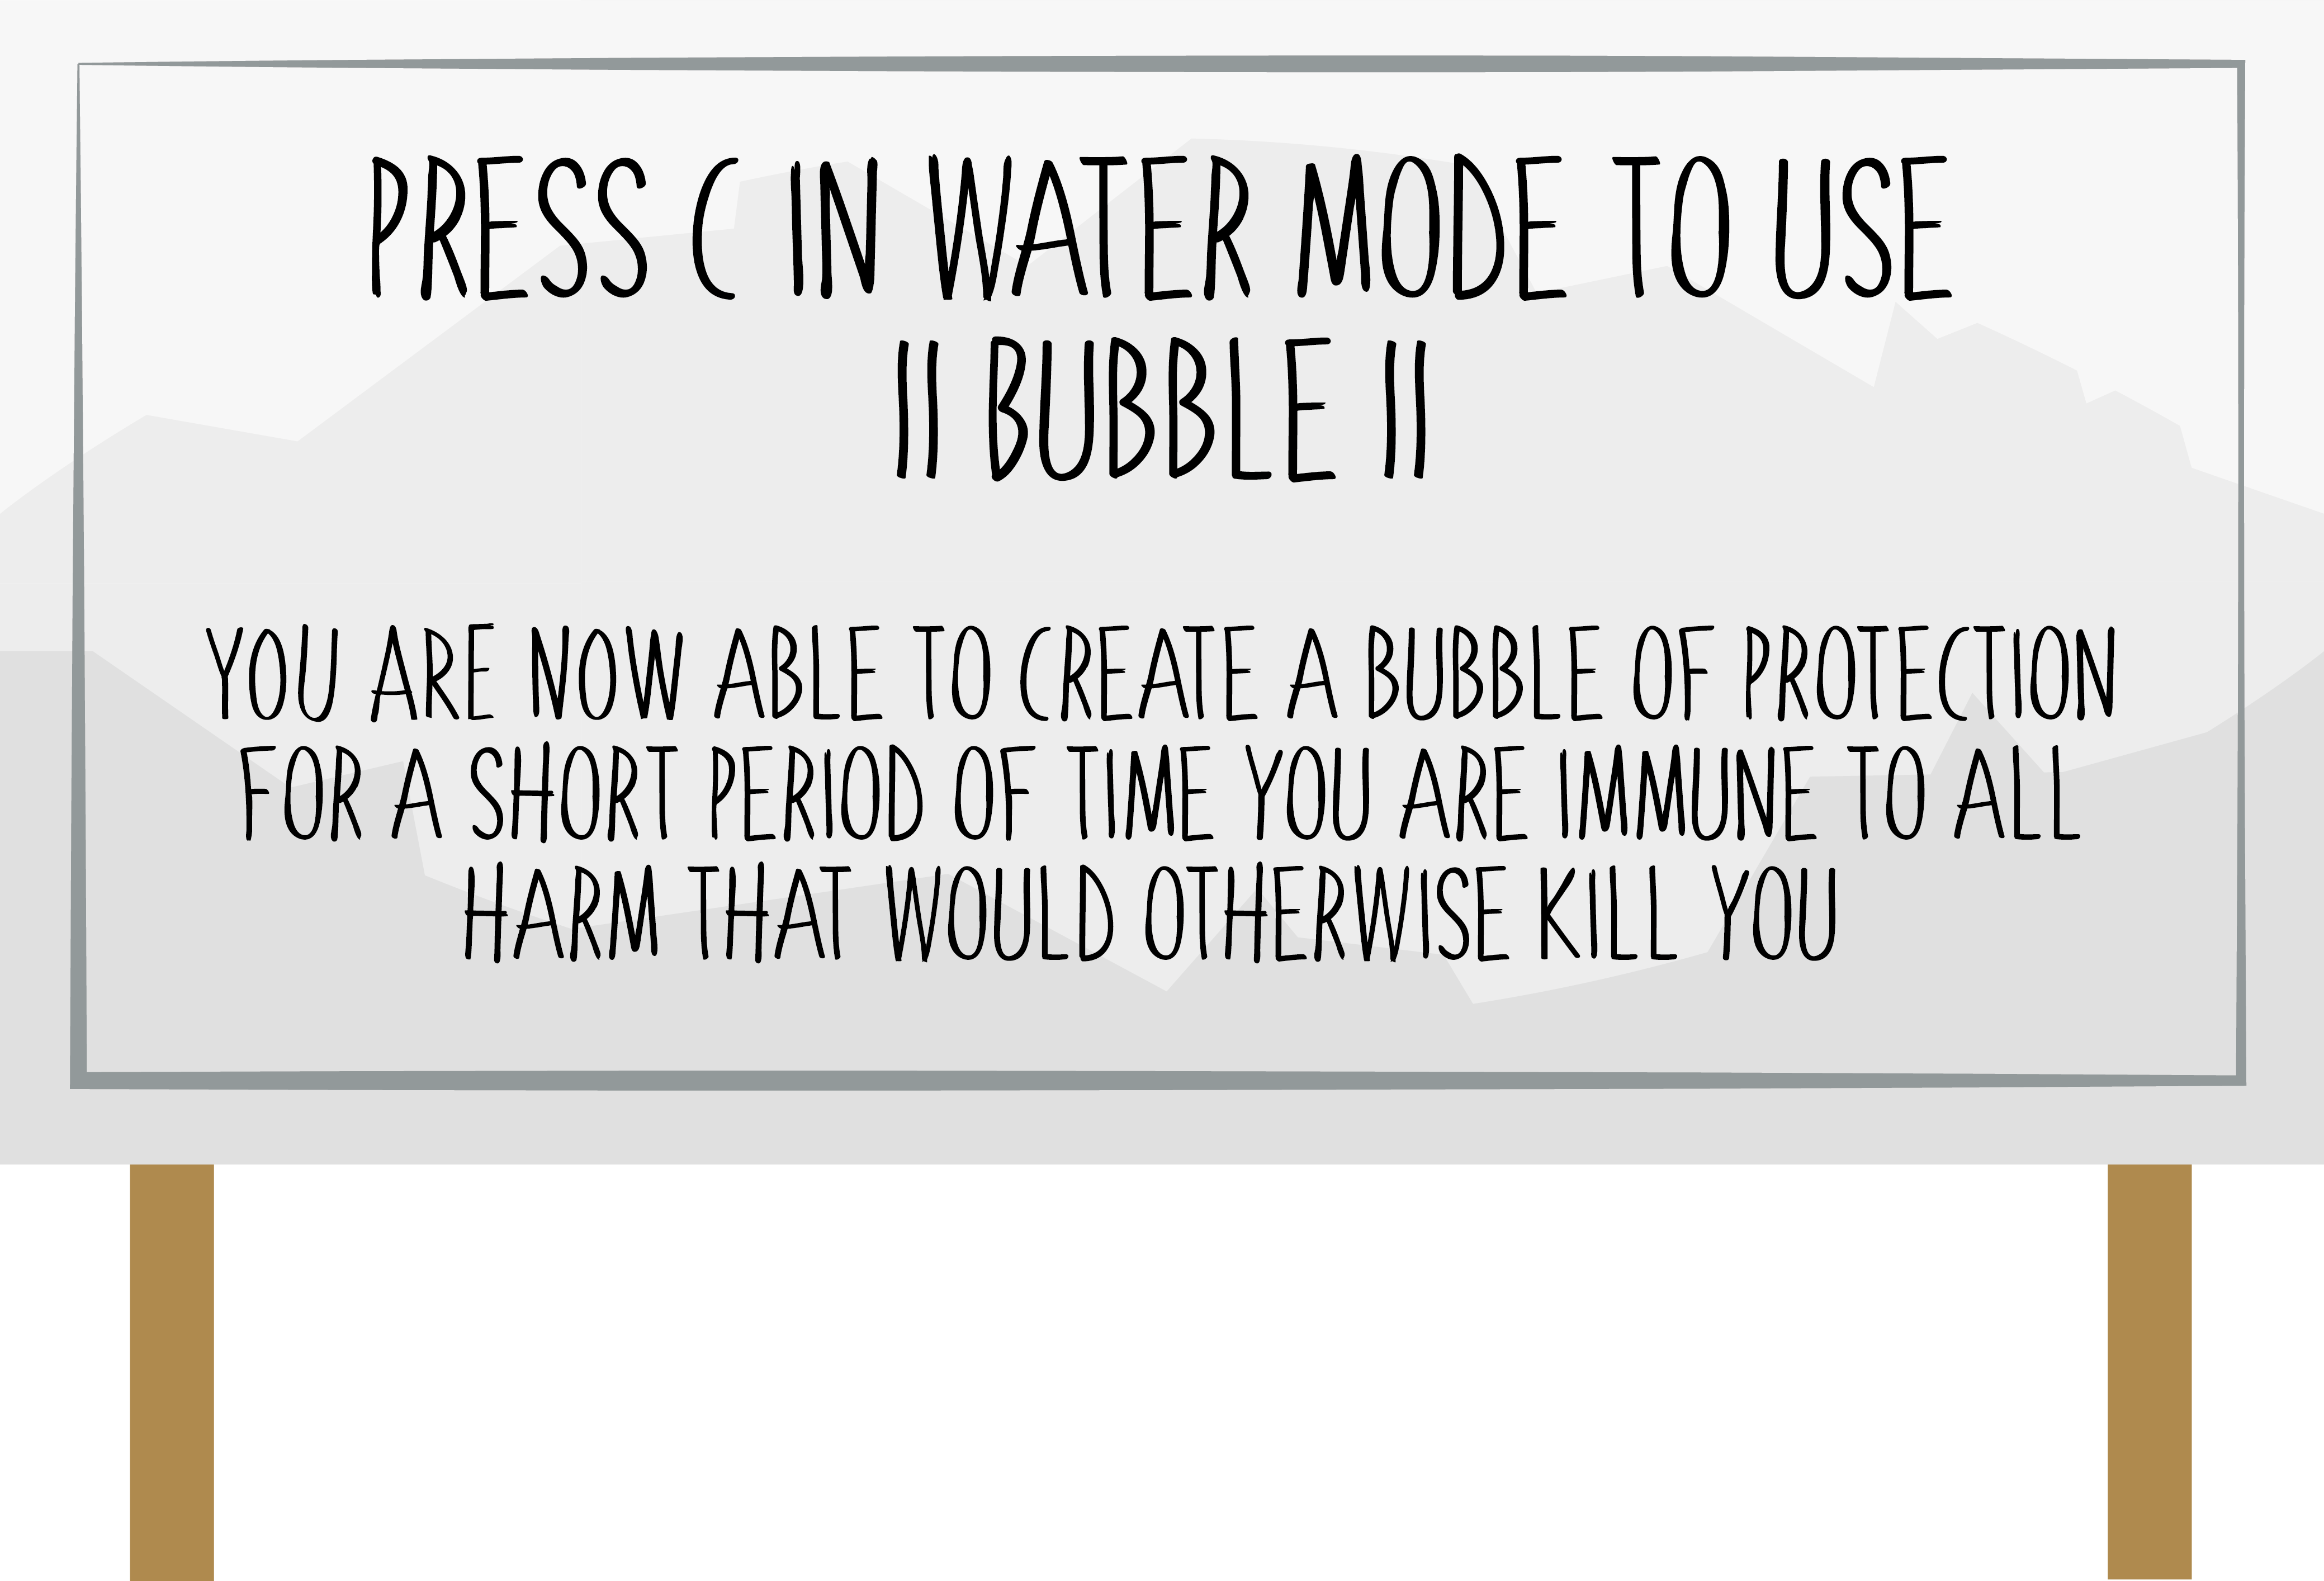 PRESS C IN WATER MODE TO USE
|| BUBBLE ||
YOU ARE NOW ABLE TO CREATE A BUBBLE OF PROTECTION
FOR A SHORT PERIOD OF TIME YOU ARE IMMUNE TO ALL
HARM THAT WOULD OTHERWISE KILL YOU